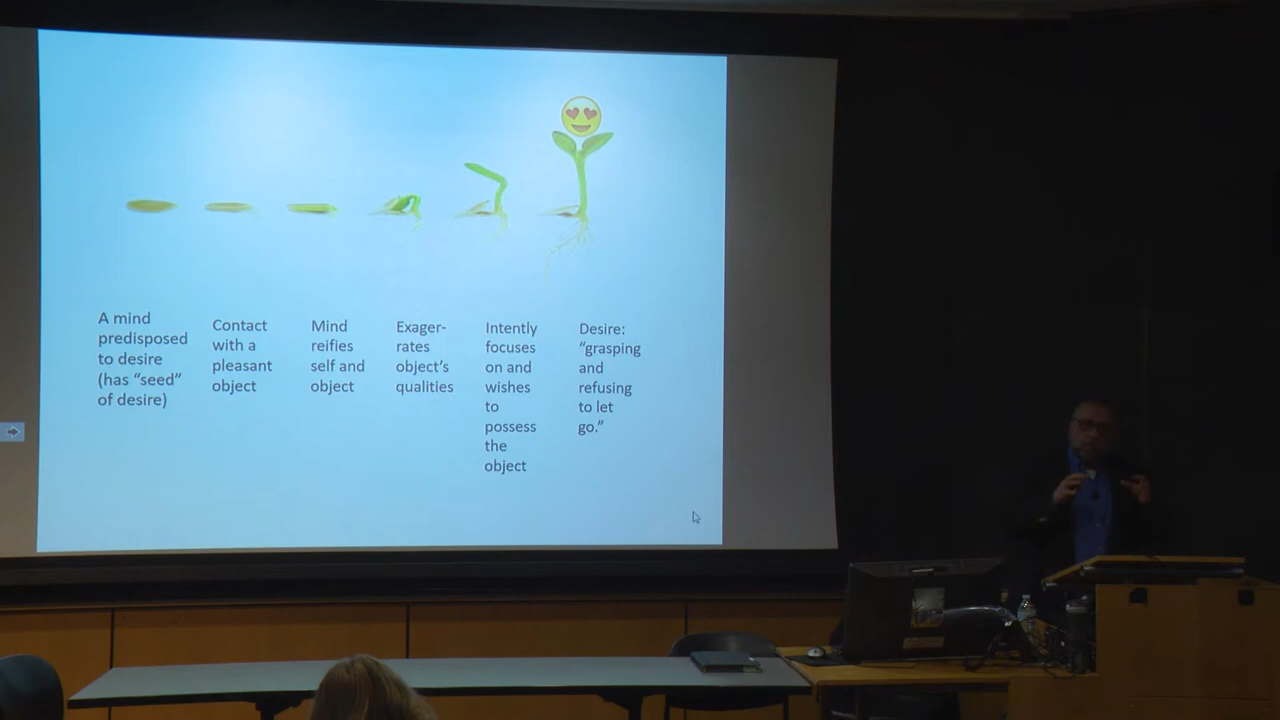 A mind
predisposed
to desire
(has “seed”
of desire)
Contact
with a
pleasant
object
Mind
reifies
self and
object
Exager-
rates
object’s
qualities
Intently
focuses
on and
wishes
to
possess
the
object
Desire:
“grasping
and
refusing
to let
go.”